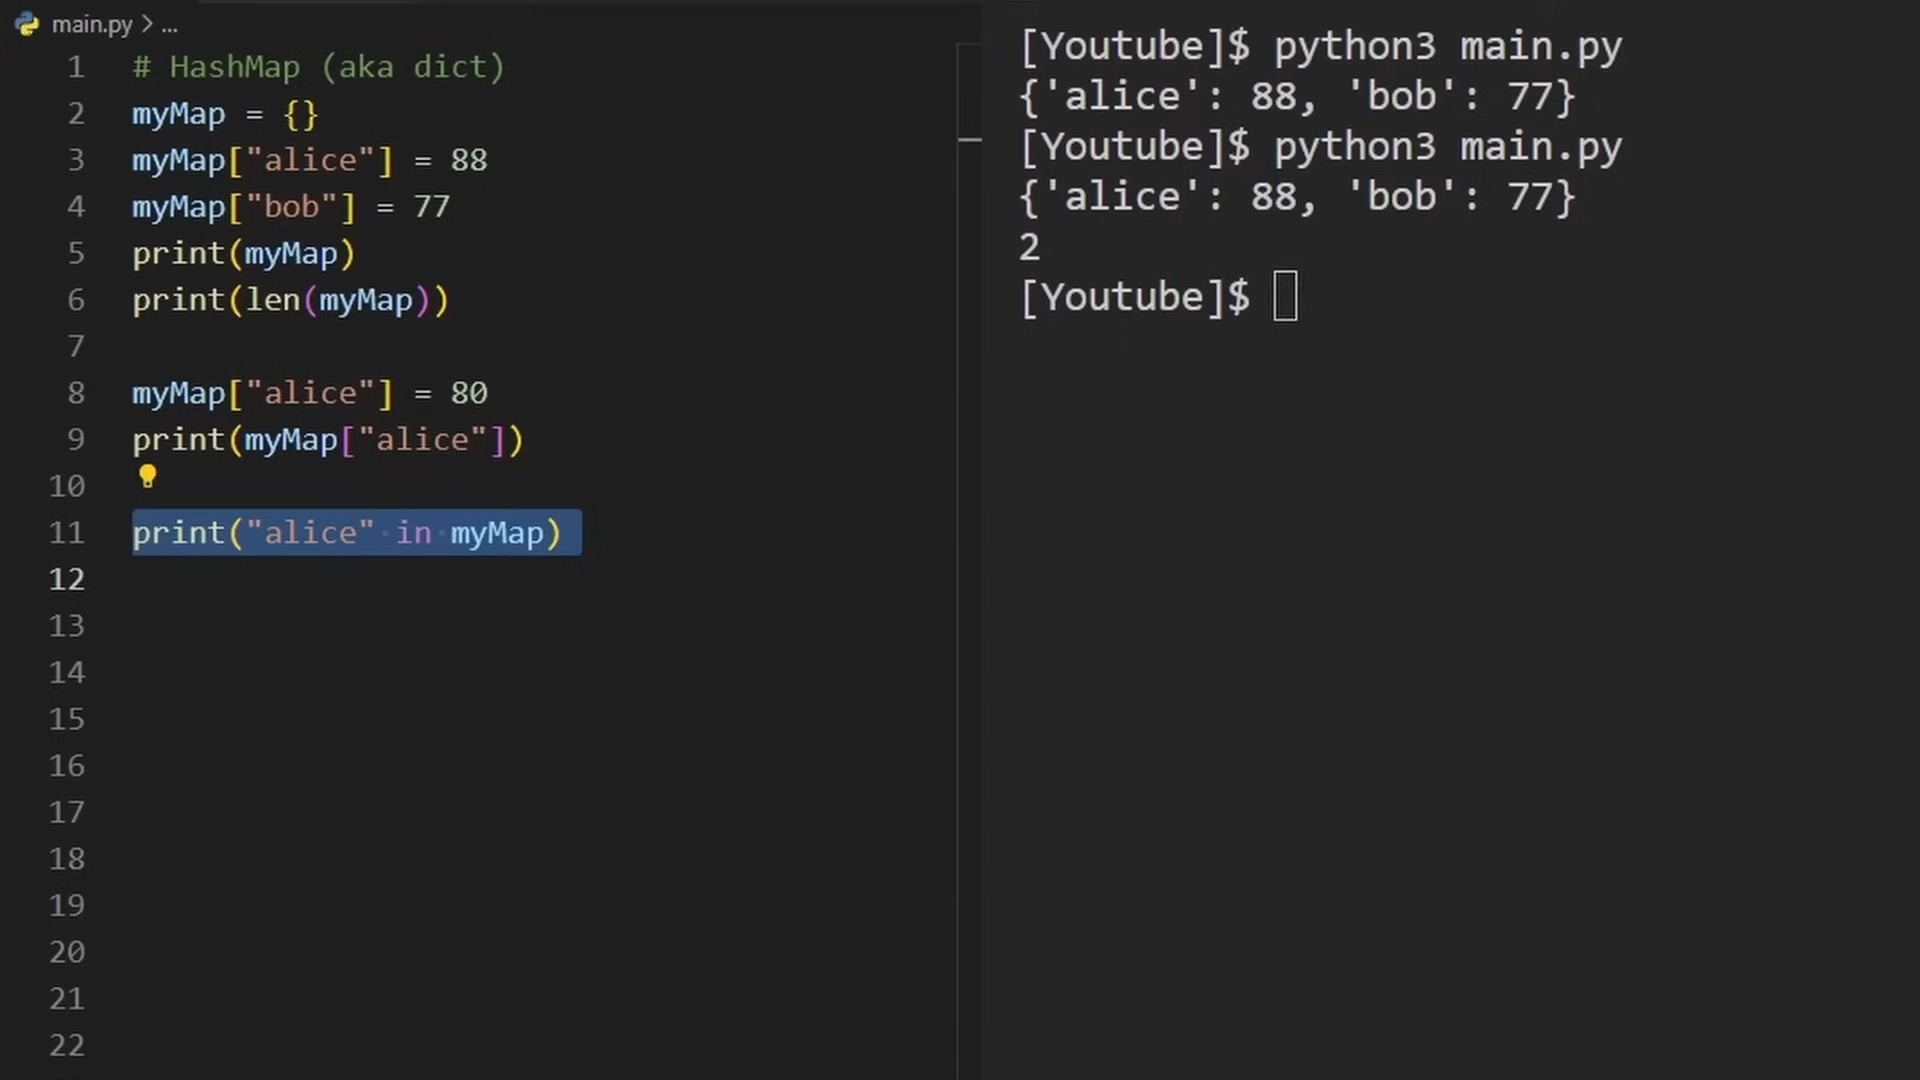 main.py > ...
1 # HashMap (aka dict)
2 myMap = {}
3 myMap["alice"] = 88
4 myMap["bob"] = 77
5 print(myMap)
6 print(len(myMap))
7
8 myMap["alice"] = 80
9 print(myMap["alice"])
10
11 print("alice" in myMap)
12
13
14
15
16
17
18
19
20
21
22
[Youtube]$ python3 main.py
{'alice': 88, 'bob': 77}
[Youtube]$ python3 main.py
{'alice': 88, 'bob': 77}
2
[Youtube]$